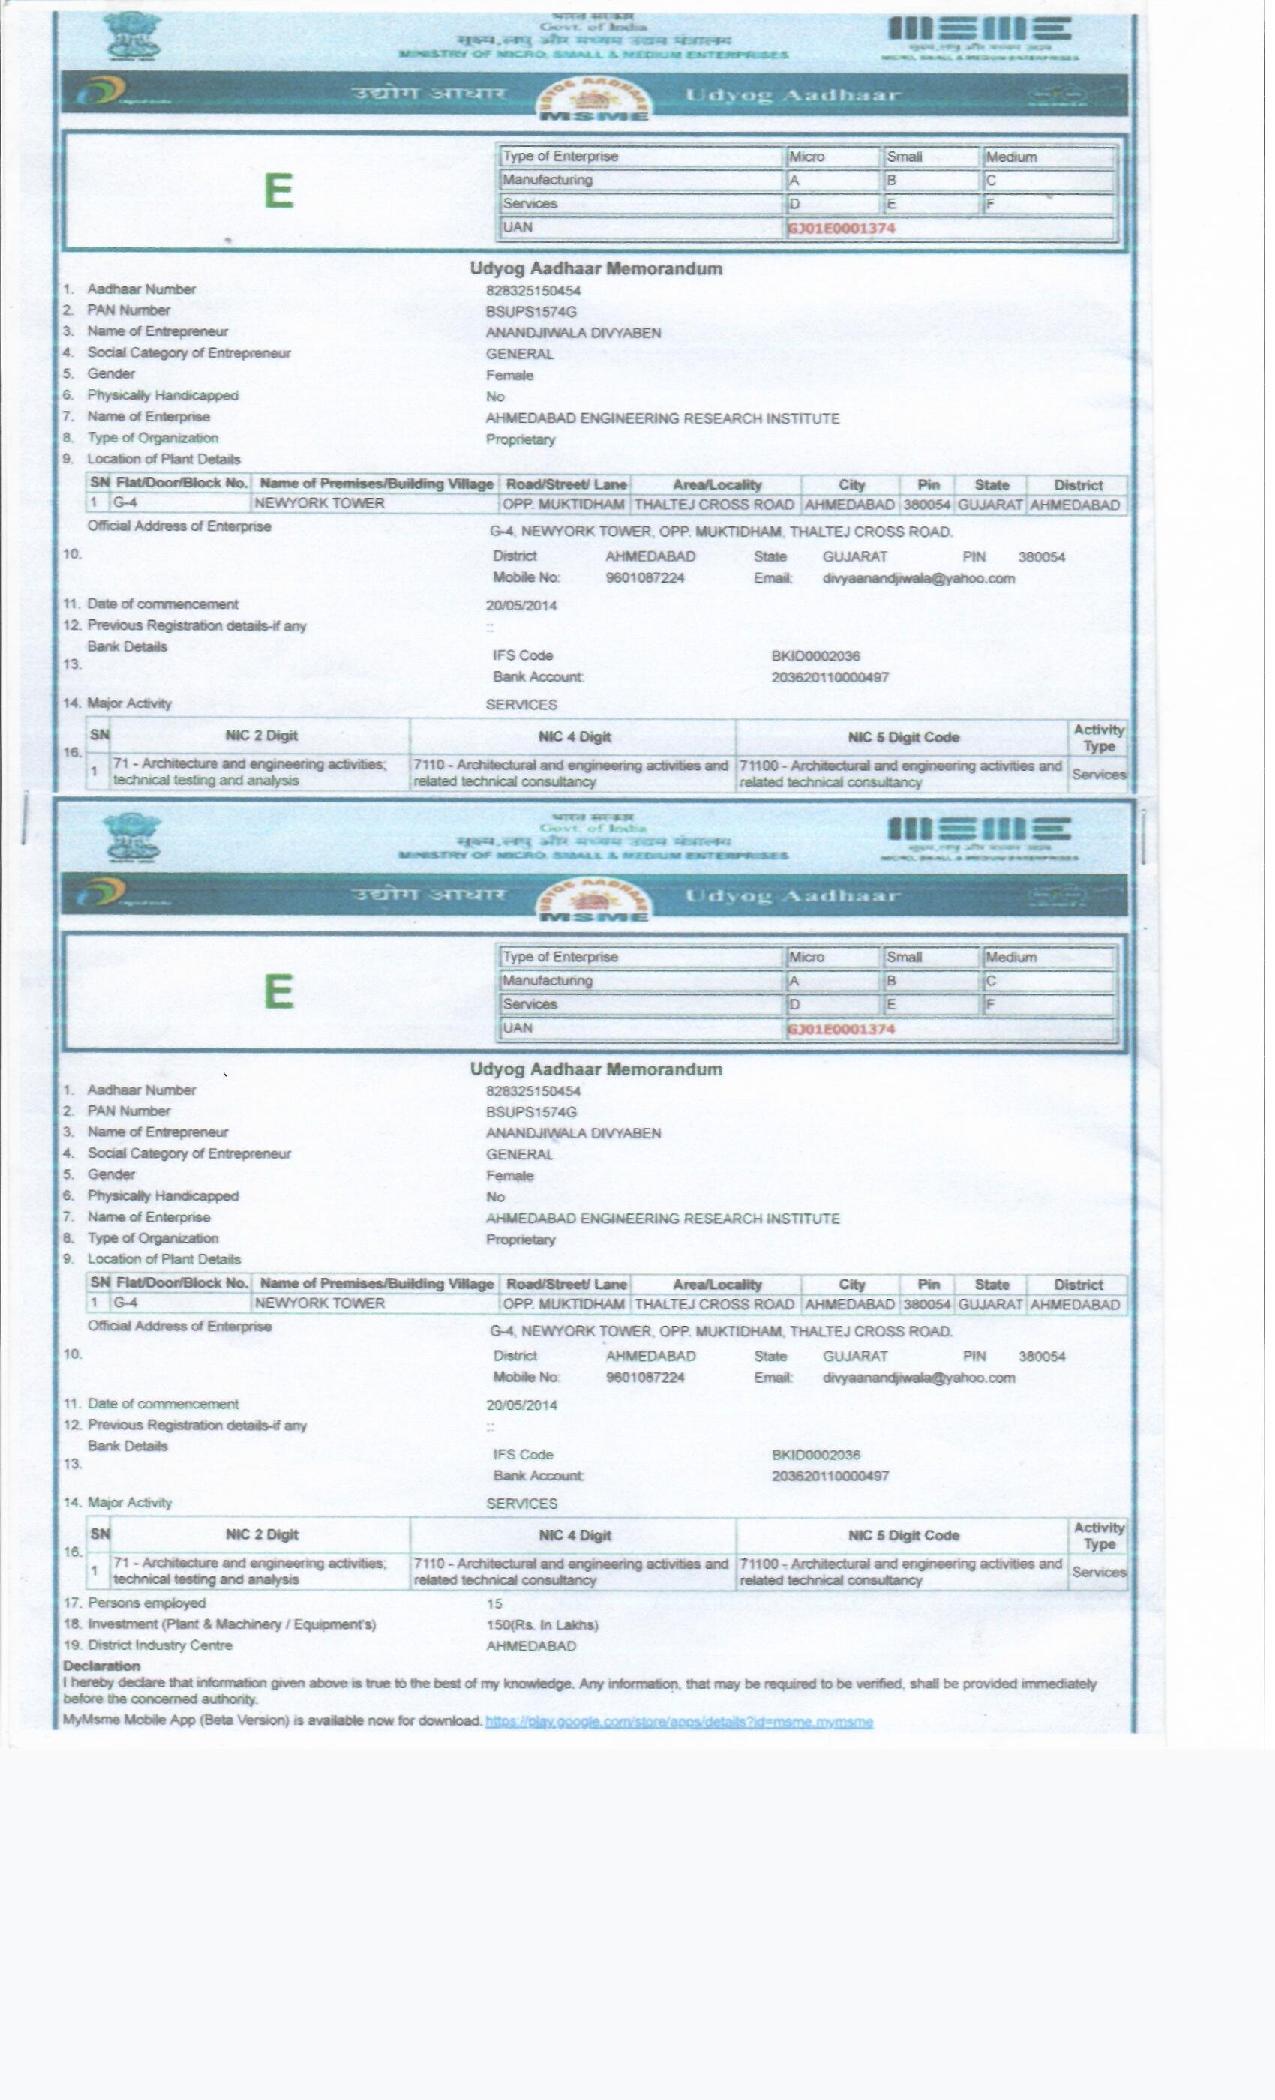 भारत सरकार
Govt. of India
सूक्ष्म,लघु और मध्यम उद्यम मंत्रालय
MINISTRY OF MICRO, SMALL & MEDIUM ENTERPRISES
MSME
MICRO, SMALL & MEDIUM ENTERPRISES
उद्योग आधार
UDYOG AADHAAR
MSME
Udyog Aadhaar
E
Type of Enterprise Micro Small Medium
Manufacturing A B C
Services D E F
UAN GJ01E0001374
Udyog Aadhaar Memorandum
1. Aadhaar Number 828325150454
2. PAN Number BSUPS1574G
3. Name of Entrepreneur ANANDJIWALA DIVYABEN
4. Social Category of Entrepreneur GENERAL
5. Gender Female
6. Physically Handicapped No
7. Name of Enterprise AHMEDABAD ENGINEERING RESEARCH INSTITUTE
8. Type of Organization Proprietary
9. Location of Plant Details
SN Flat/Door/Block No. Name of Premises/Building Village Road/Street/ Lane Area/Locality City Pin State District
1 G-4 NEWYORK TOWER OPP. MUKTIDHAM THALTEJ CROSS ROAD AHMEDABAD 380054 GUJARAT AHMEDABAD
Official Address of Enterprise G-4, NEWYORK TOWER, OPP. MUKTIDHAM, THALTEJ CROSS ROAD.
10. District AHMEDABAD State GUJARAT PIN 380054
Mobile No: 9601087224 Email: divyaanandjiwala@yahoo.com
11. Date of commencement 20/05/2014
12. Previous Registration details-if any ::
Bank Details
13. IFS Code BKID0002036
Bank Account: 203620110000497
14. Major Activity SERVICES
SN NIC 2 Digit NIC 4 Digit NIC 5 Digit Code Activity Type
16.
1 71 - Architecture and engineering activities; 7110 - Architectural and engineering activities and 71100 - Architectural and engineering activities and Services
technical testing and analysis related technical consultancy related technical consultancy
भारत सरकार
Govt. of India
सूक्ष्म,लघु और मध्यम उद्यम मंत्रालय
MINISTRY OF MICRO, SMALL & MEDIUM ENTERPRISES
MSME
MICRO, SMALL & MEDIUM ENTERPRISES
उद्योग आधार
UDYOG AADHAAR
MSME
Udyog Aadhaar
E
Type of Enterprise Micro Small Medium
Manufacturing A B C
Services D E F
UAN GJ01E0001374
Udyog Aadhaar Memorandum
1. Aadhaar Number 828325150454
2. PAN Number BSUPS1574G
3. Name of Entrepreneur ANANDJIWALA DIVYABEN
4. Social Category of Entrepreneur GENERAL
5. Gender Female
6. Physically Handicapped No
7. Name of Enterprise AHMEDABAD ENGINEERING RESEARCH INSTITUTE
8. Type of Organization Proprietary
9. Location of Plant Details
SN Flat/Door/Block No. Name of Premises/Building Village Road/Street/ Lane Area/Locality City Pin State District
1 G-4 NEWYORK TOWER OPP. MUKTIDHAM THALTEJ CROSS ROAD AHMEDABAD 380054 GUJARAT AHMEDABAD
Official Address of Enterprise G-4, NEWYORK TOWER, OPP. MUKTIDHAM, THALTEJ CROSS ROAD.
10. District AHMEDABAD State GUJARAT PIN 380054
Mobile No: 9601087224 Email: divyaanandjiwala@yahoo.com
11. Date of commencement 20/05/2014
12. Previous Registration details-if any ::
Bank Details
13. IFS Code BKID0002036
Bank Account: 203620110000497
14. Major Activity SERVICES
SN NIC 2 Digit NIC 4 Digit NIC 5 Digit Code Activity Type
16.
1 71 - Architecture and engineering activities; 7110 - Architectural and engineering activities and 71100 - Architectural and engineering activities and Services
technical testing and analysis related technical consultancy related technical consultancy
17. Persons employed 15
18. Investment (Plant & Machinery / Equipment's) 150(Rs. In Lakhs)
19. District Industry Centre AHMEDABAD
Declaration
I hereby declare that information given above is true to the best of my knowledge. Any information, that may be required to be verified, shall be provided immediately
before the concerned authority.
MyMsme Mobile App (Beta Version) is available now for download. https://play.google.com/store/apps/details?id=msme.mymsme